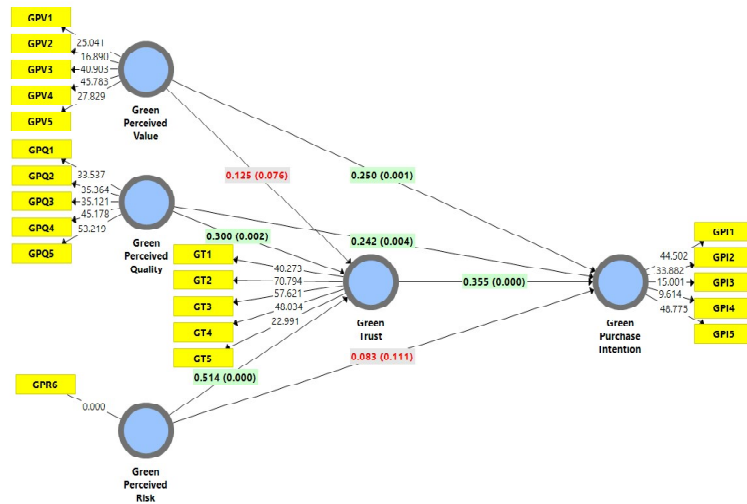 GPV1
GPV2
GPV3
GPV4
GPV5
25.041
16.890
40.903
45.783
27.829
Green
Perceived
Value
GPQ1
GPQ2
GPQ3
GPQ4
GPQ5
33.537
35.364
35.121
45.178
53.219
Green
Perceived
Quality
0.125 (0.076)
0.250 (0.001)
0.300 (0.002)
0.242 (0.004)
GT1
GT2
GT3
GT4
GT5
40.273
70.794
57.621
48.034
22.991
Green
Trust
0.355 (0.000)
0.083 (0.111)
0.514 (0.000)
GPI1
GPI2
GPI3
GPI4
GPI5
44.502
33.882
15.001
9.614
48.775
Green
Purchase
Intention
GPR6
0.000
Green
Perceived
Risk